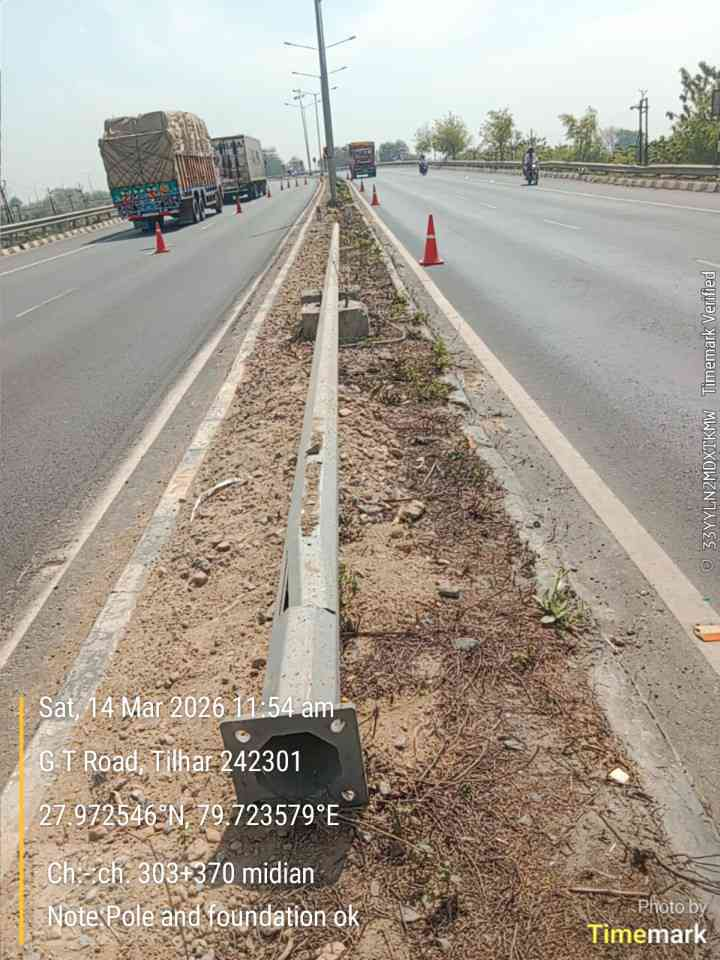 Sat, 14 Mar 2026 11:54 am
G T Road, Tilhar 242301
27.972546°N, 79.723579°E
Ch:-:ch. 303+370 midian
Note:Pole and foundation ok
Photo by
Timemark
© 33YYLN2MDXTKMW Timemark Verified